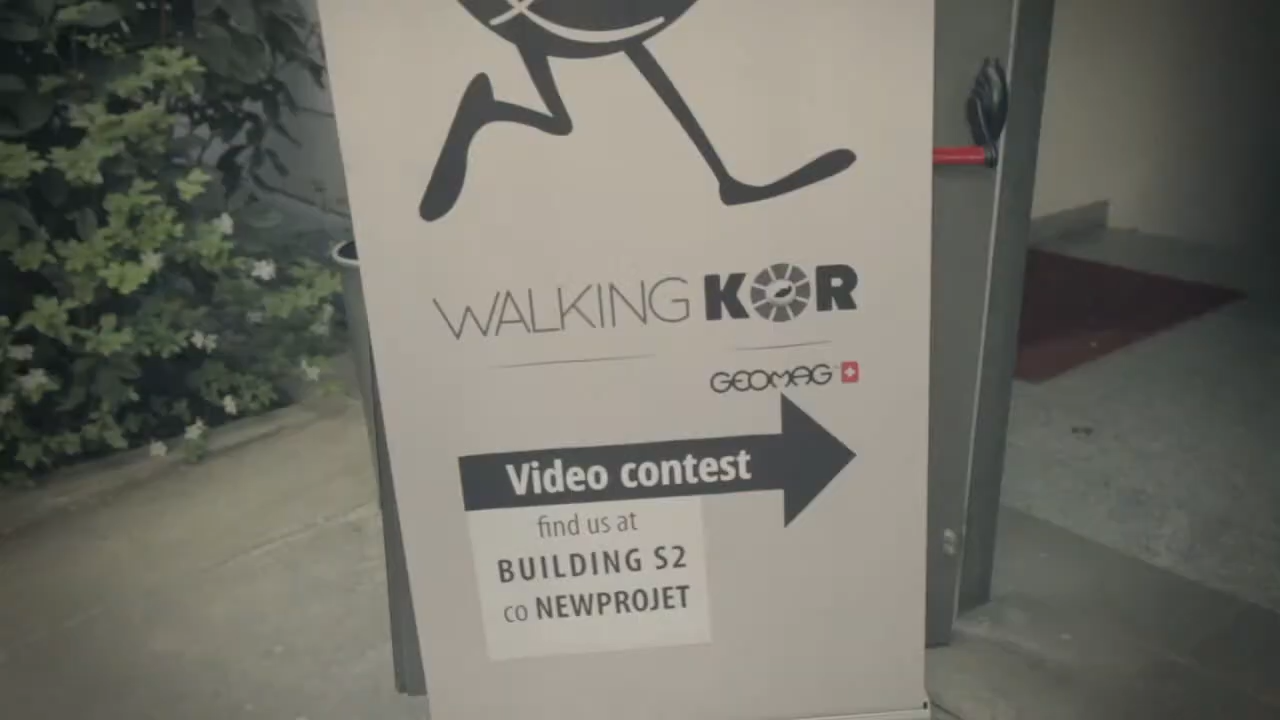 WALKING KOR
GEOMAG
Video contest
find us at
BUILDING S2
co NEWPROJET